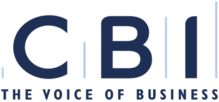 CBI
THE VOICE OF BUSINESS